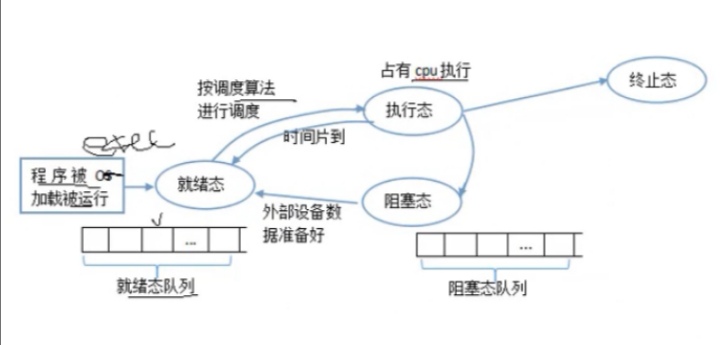 占有 cpu 执行
终止态
按调度算法
进行调度
执行态
时间片到
exec
程序被 os
加载被运行
就绪态
阻塞态
外部设备数
据准备好
...
...
就绪态队列
阻塞态队列